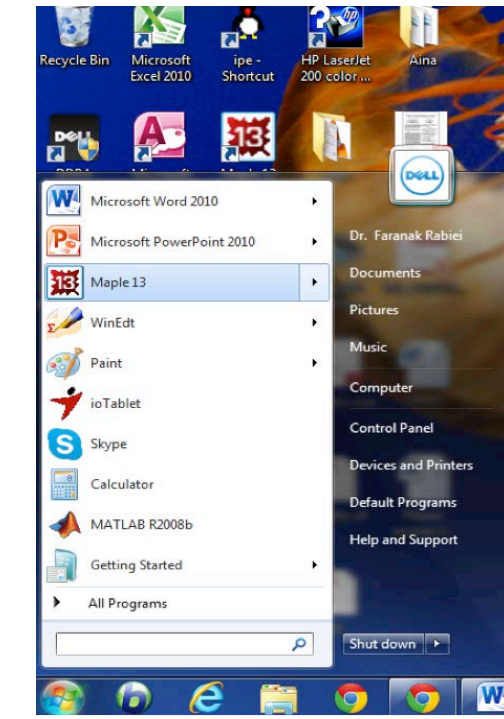 Recycle Bin
Microsoft
Excel 2010
ipe -
Shortcut
HP LaserJet
200 color ...
Aina
DELL
DELL
Microsoft Word 2010
Microsoft PowerPoint 2010
Maple 13
WinEdt
Paint
ioTablet
Skype
Calculator
MATLAB R2008b
Getting Started
All Programs
Dr. Faranak Rabiei
Documents
Pictures
Music
Computer
Control Panel
Devices and Printers
Default Programs
Help and Support
Shut down